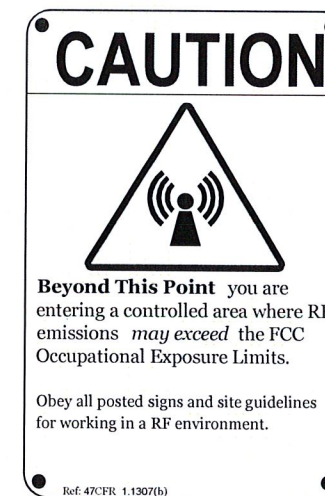 CAUTION
Beyond This Point you are
entering a controlled area where RF
emissions may exceed the FCC
Occupational Exposure Limits.
Obey all posted signs and site guidelines
for working in a RF environment.
Ref: 47CFR 1.1307(b)